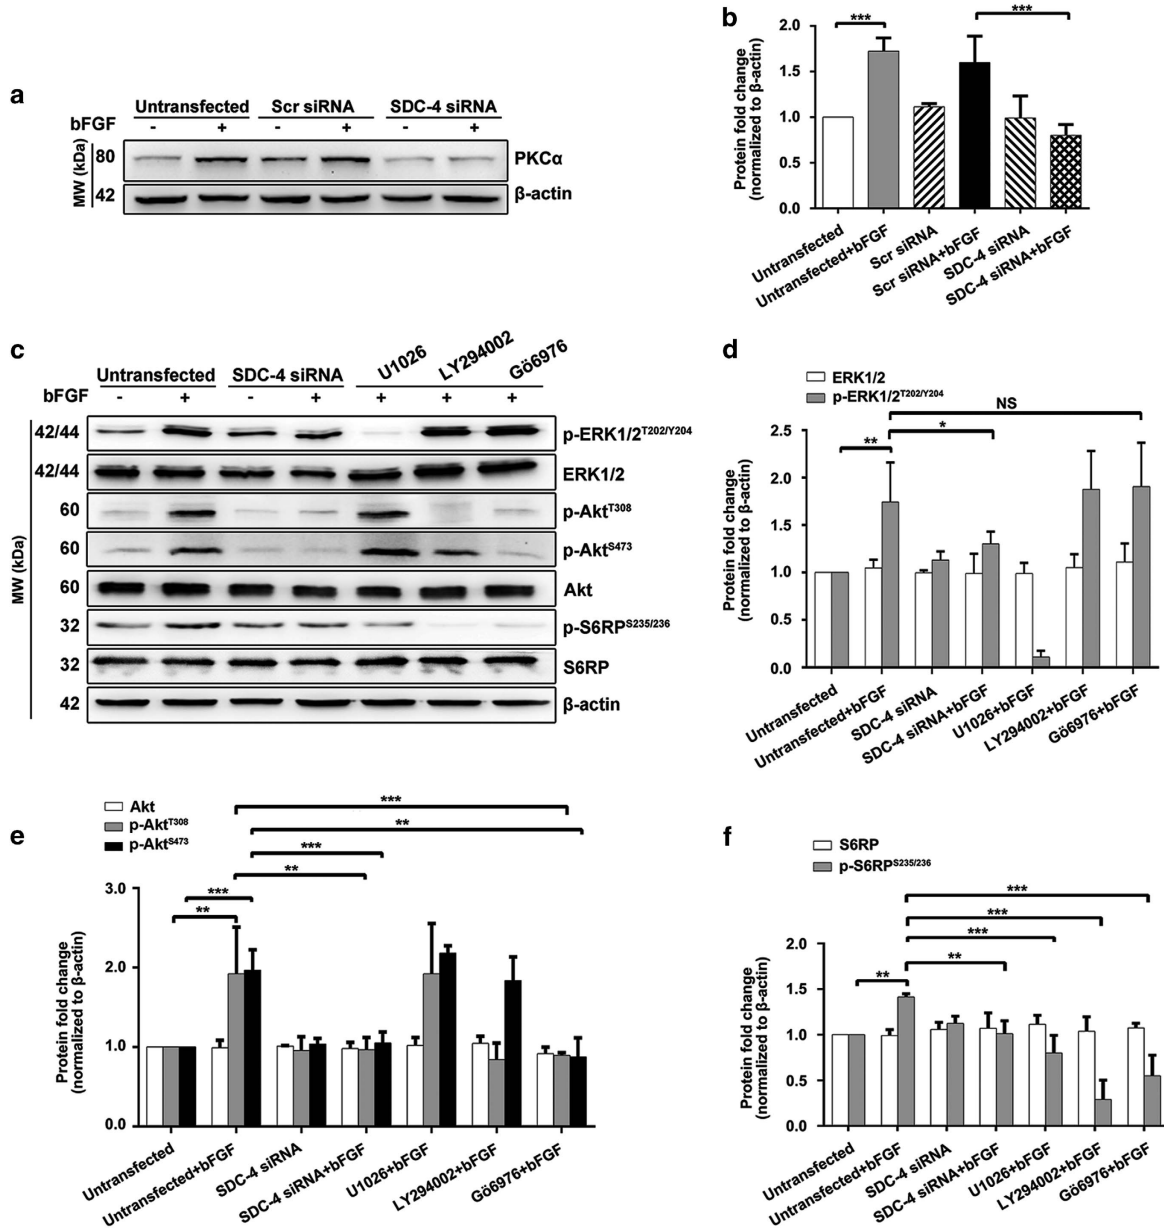 a
Untransfected Scr siRNA SDC-4 siRNA
bFGF - + - + - +
MW (kDa)
80 PKCα
42 β-actin
b
Protein fold change
(normalized to β-actin)
2.0
1.5
1.0
0.5
0.0
*** ***
Untransfected
Untransfected+bFGF
Scr siRNA
Scr siRNA+bFGF
SDC-4 siRNA
SDC-4 siRNA+bFGF
c
Untransfected SDC-4 siRNA U1026 LY294002 Gö6976
bFGF - + - + + + +
MW (kDa)
42/44 p-ERK1/2T202/Y204
42/44 ERK1/2
60 p-AktT308
60 p-AktS473
60 Akt
32 p-S6RPS235/236
32 S6RP
42 β-actin
d
ERK1/2
p-ERK1/2T202/Y204
NS
*
**
Protein fold change
(normalized to β-actin)
2.5
2.0
1.5
1.0
0.5
0.0
Untransfected
Untransfected+bFGF
SDC-4 siRNA
SDC-4 siRNA+bFGF
U1026+bFGF
LY294002+bFGF
Gö6976+bFGF
e
Akt
p-AktT308
p-AktS473
***
**
***
**
***
**
Protein fold change
(normalized to β-actin)
3.0
2.0
1.0
0.0
Untransfected
Untransfected+bFGF
SDC-4 siRNA
SDC-4 siRNA+bFGF
U1026+bFGF
LY294002+bFGF
Gö6976+bFGF
f
S6RP
p-S6RPS235/236
***
***
***
**
**
Protein fold change
(normalized to β-actin)
2.0
1.5
1.0
0.5
0.0
Untransfected
Untransfected+bFGF
SDC-4 siRNA
SDC-4 siRNA+bFGF
U1026+bFGF
LY294002+bFGF
Gö6976+bFGF